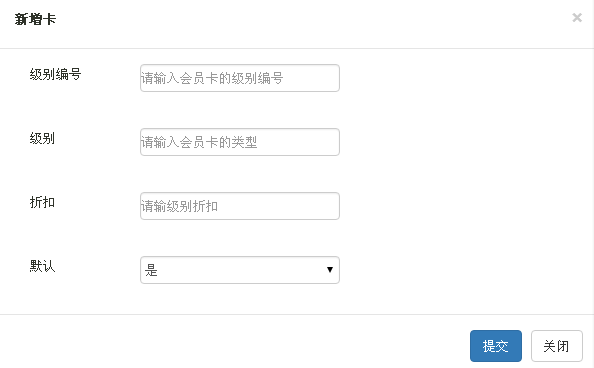 新增卡 ×
级别编号 请输入会员卡的级别编号
级别 请输入会员卡的类型
折扣 请输级别折扣
默认 是
提交 关闭